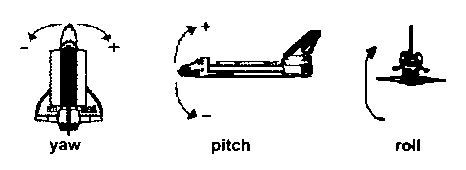 - +
+
-
yaw pitch roll